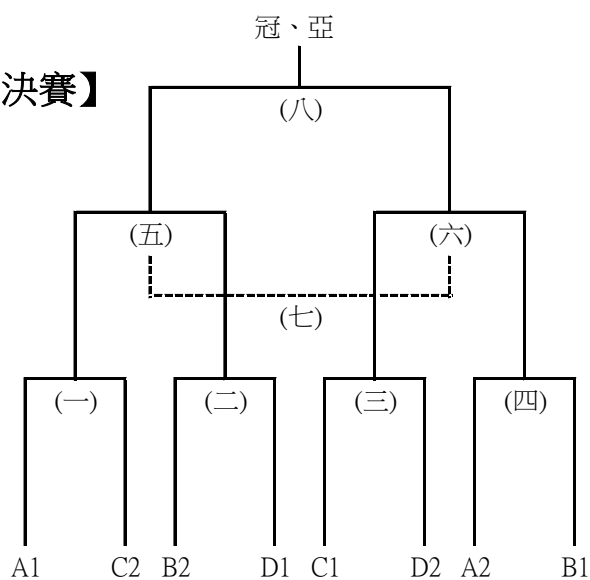 冠、亞
決賽】
(八)
(五) (六)
(七)
(一) (二) (三) (四)
A1 C2 B2 D1 C1 D2 A2 B1